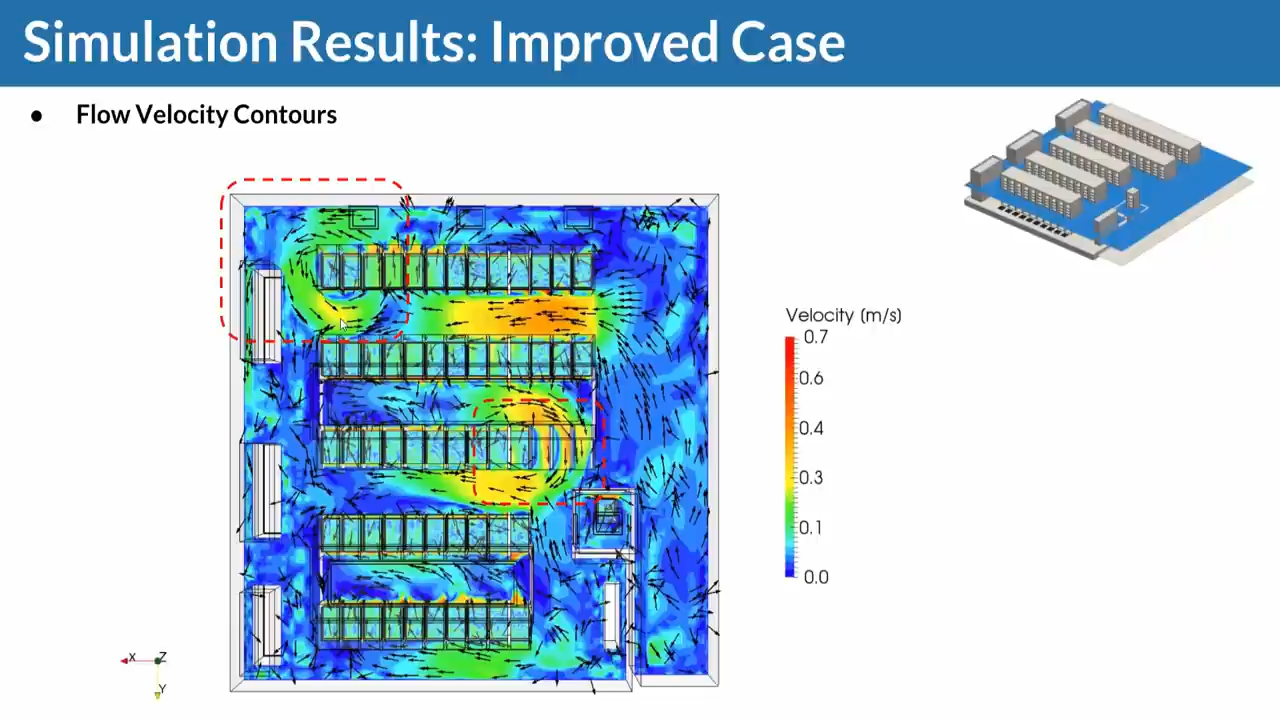 Simulation Results: Improved Case
● Flow Velocity Contours
Velocity (m/s)
0.7
0.6
0.4
0.3
0.1
0.0
X
Z
Y